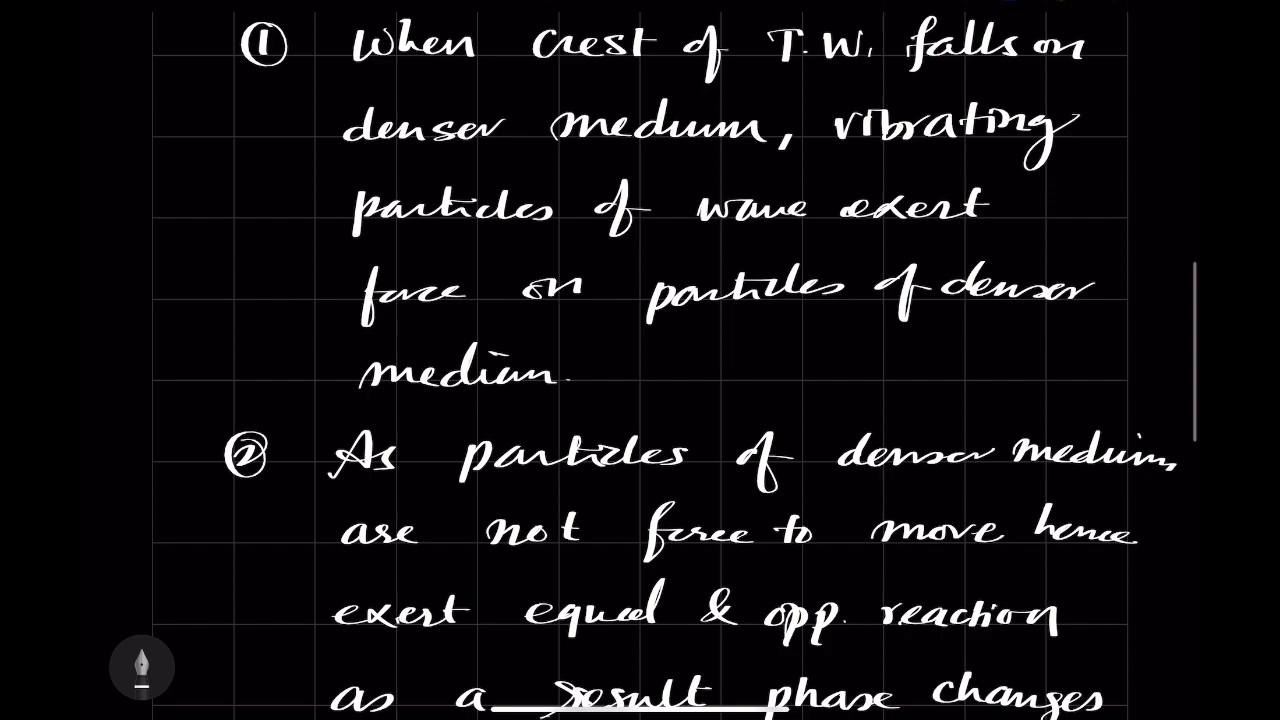 ① When crest of T.W. falls on
denser medium, vibrating
particles of wave exert
force on particles of denser
medium.
② As particles of denser medium,
are not force to move hence
exert equal & opp. reaction
as a result phase changes